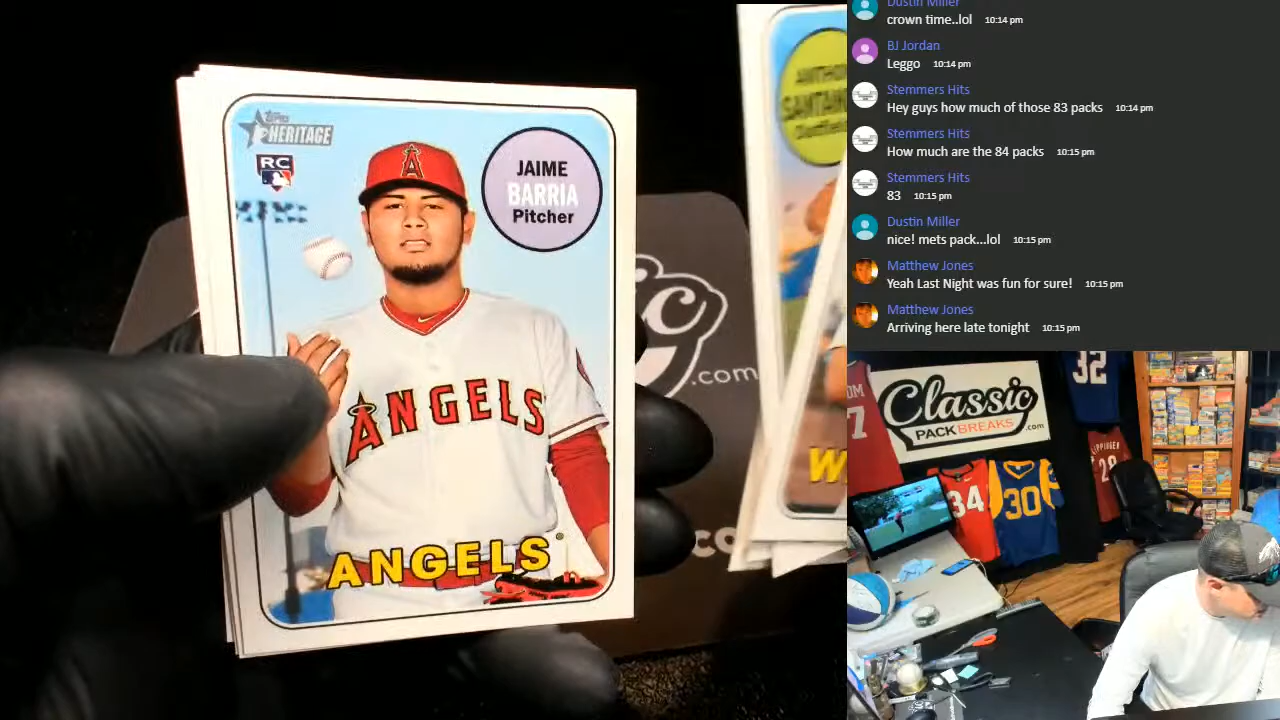 Topps
HERITAGE
RC
JAIME
BARRIA
Pitcher
ANGELS
ANGELS
.com
Dustin Miller
crown time..lol 10:14 pm
BJ Jordan
Leggo 10:14 pm
Stemmers Hits
Hey guys how much of those 83 packs 10:14 pm
Stemmers Hits
How much are the 84 packs 10:15 pm
Stemmers Hits
83 10:15 pm
Dustin Miller
nice! mets pack...lol 10:15 pm
Matthew Jones
Yeah Last Night was fun for sure! 10:15 pm
Matthew Jones
Arriving here late tonight 10:15 pm
Classic
PACK BREAKS
.com
32
7
34
30
28